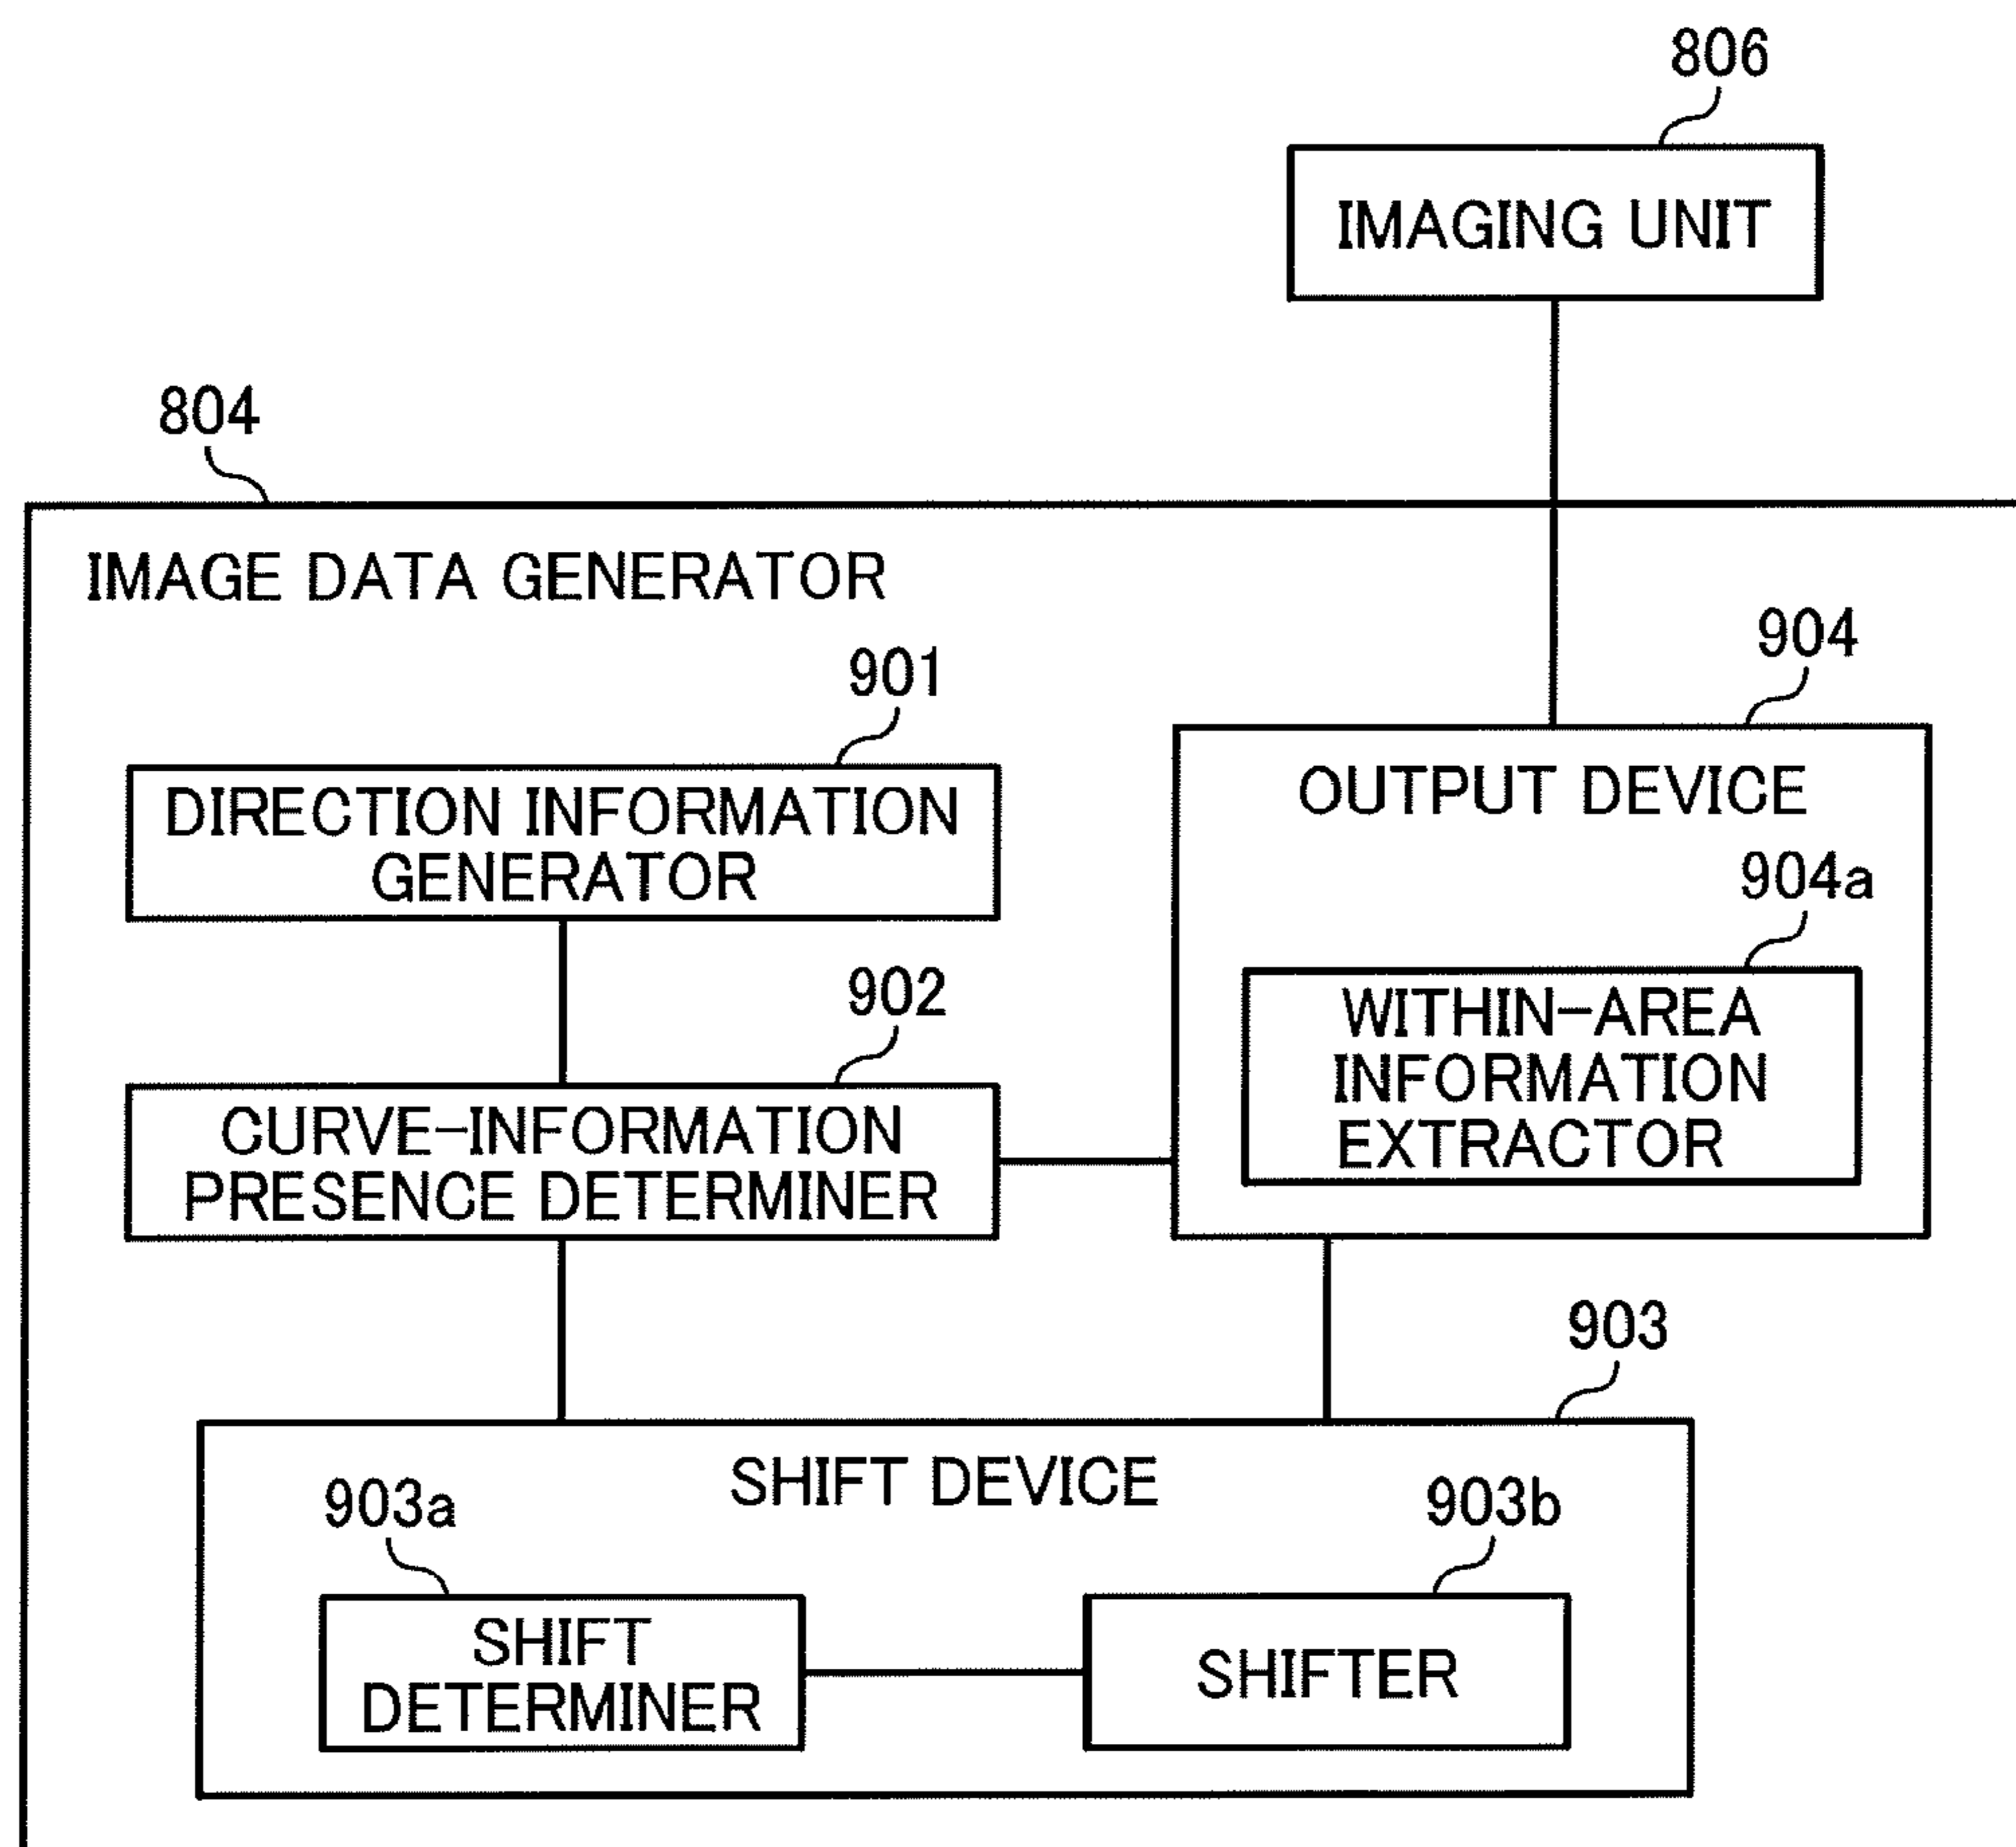 806
IMAGING UNIT
804
IMAGE DATA GENERATOR
901
DIRECTION INFORMATION
GENERATOR
904
OUTPUT DEVICE
904a
WITHIN-AREA
INFORMATION
EXTRACTOR
902
CURVE-INFORMATION
PRESENCE DETERMINER
903
SHIFT DEVICE
903a
SHIFT
DETERMINER
903b
SHIFTER